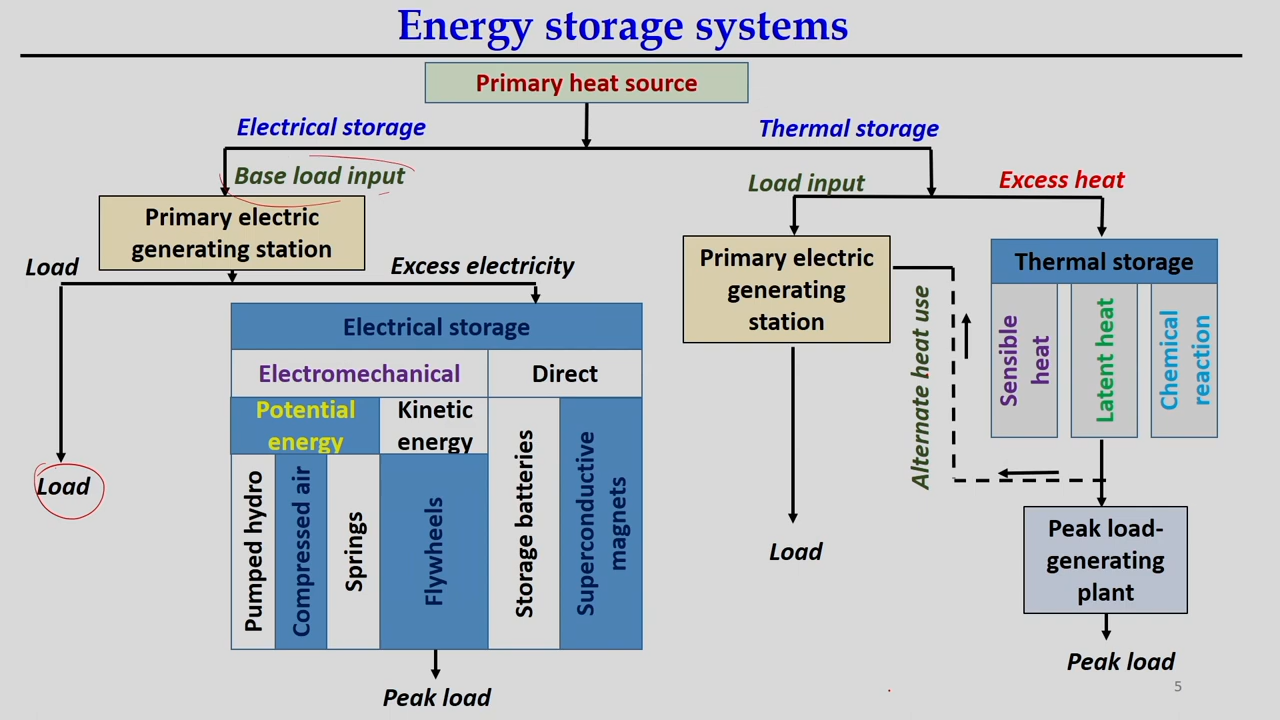 Energy storage systems
Primary heat source
Electrical storage
Thermal storage
Base load input
Load input
Excess heat
Primary electric
generating station
Load
Excess electricity
Electrical storage
Electromechanical
Direct
Potential
energy
Kinetic
energy
Pumped hydro
Compressed air
Springs
Flywheels
Storage batteries
Superconductive
magnets
Load
Peak load
Primary electric
generating
station
Load
Alternate heat use
Thermal storage
Sensible
heat
Latent heat
Chemical
reaction
Peak load-
generating
plant
Peak load
5